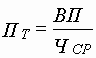 П Т = ВП / Ч СР